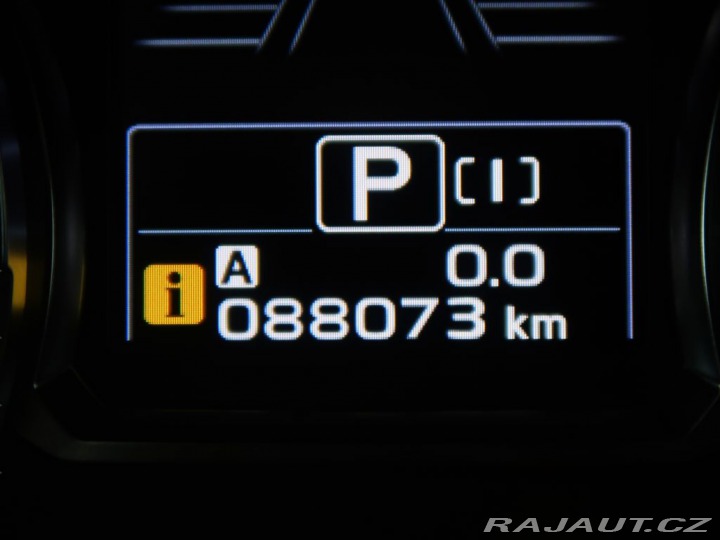 P [I]
A 0.0
i 088073 km
RAJAUT.CZ